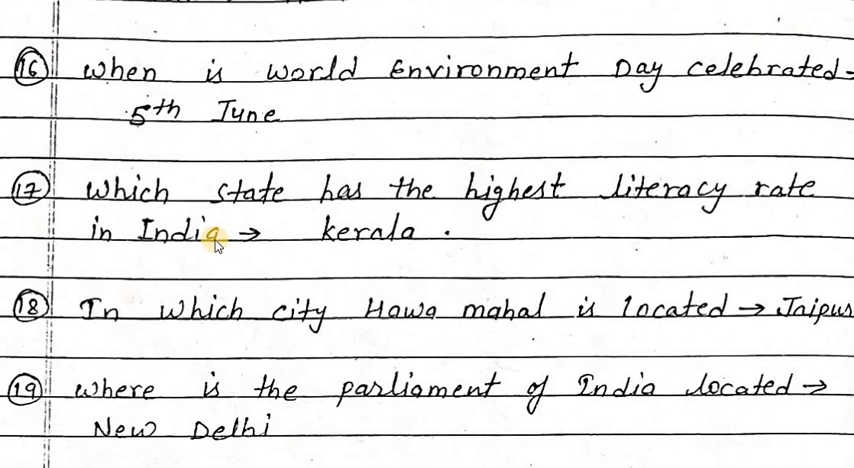 16 When is world Environment Day celebrated-
5th June
17 Which state has the highest literacy rate
in India → kerala .
18 In which city Hawa mahal is located → Jaipur
19 where is the parliament of India located →
New Delhi